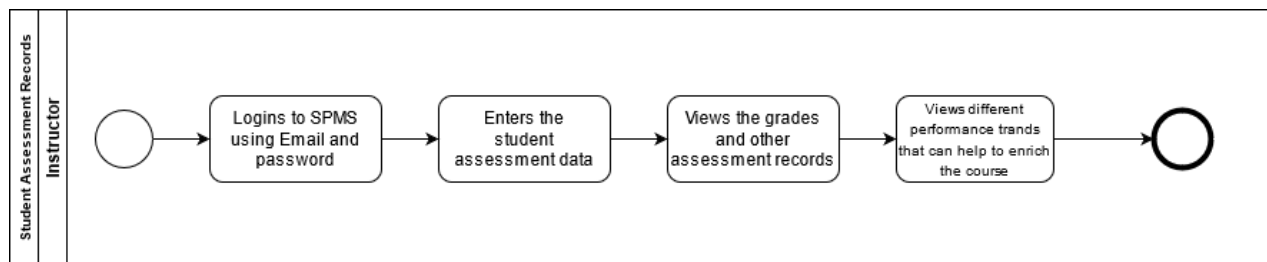 Student Assessment Records
Instructor
Logins to SPMS
using Email and
password
Enters the
student
assessment data
Views the grades
and other
assessment records
Views different
performance trands
that can help to enrich
the course